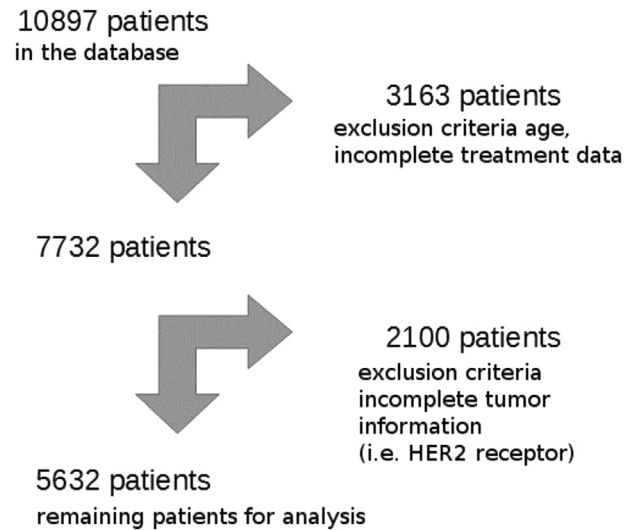 10897 patients
in the database
3163 patients
exclusion criteria age,
incomplete treatment data
7732 patients
2100 patients
exclusion criteria
incomplete tumor
information
(i.e. HER2 receptor)
5632 patients
remaining patients for analysis